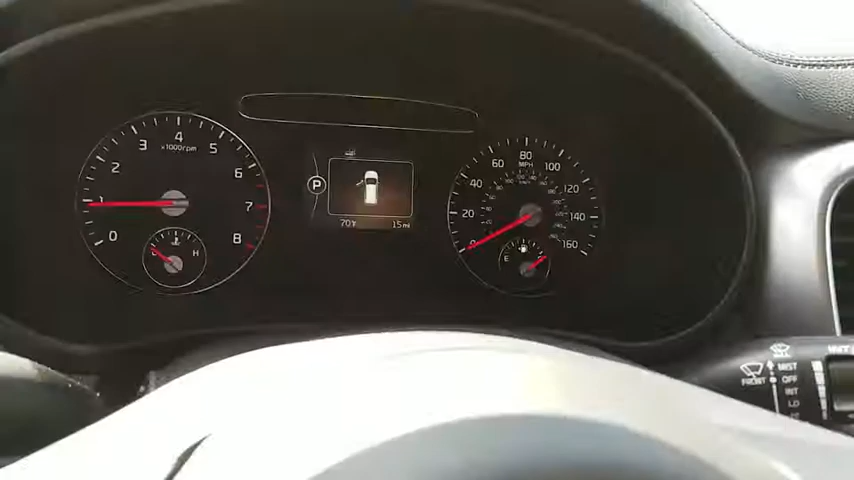 0 1 2 3 4 5 6 7 8
x1000rpm
H
P
70°F 15 mi
0 20 40 60 80 100 120 140 160
MPH
E
MIST
FRONT OFF
INT
LO